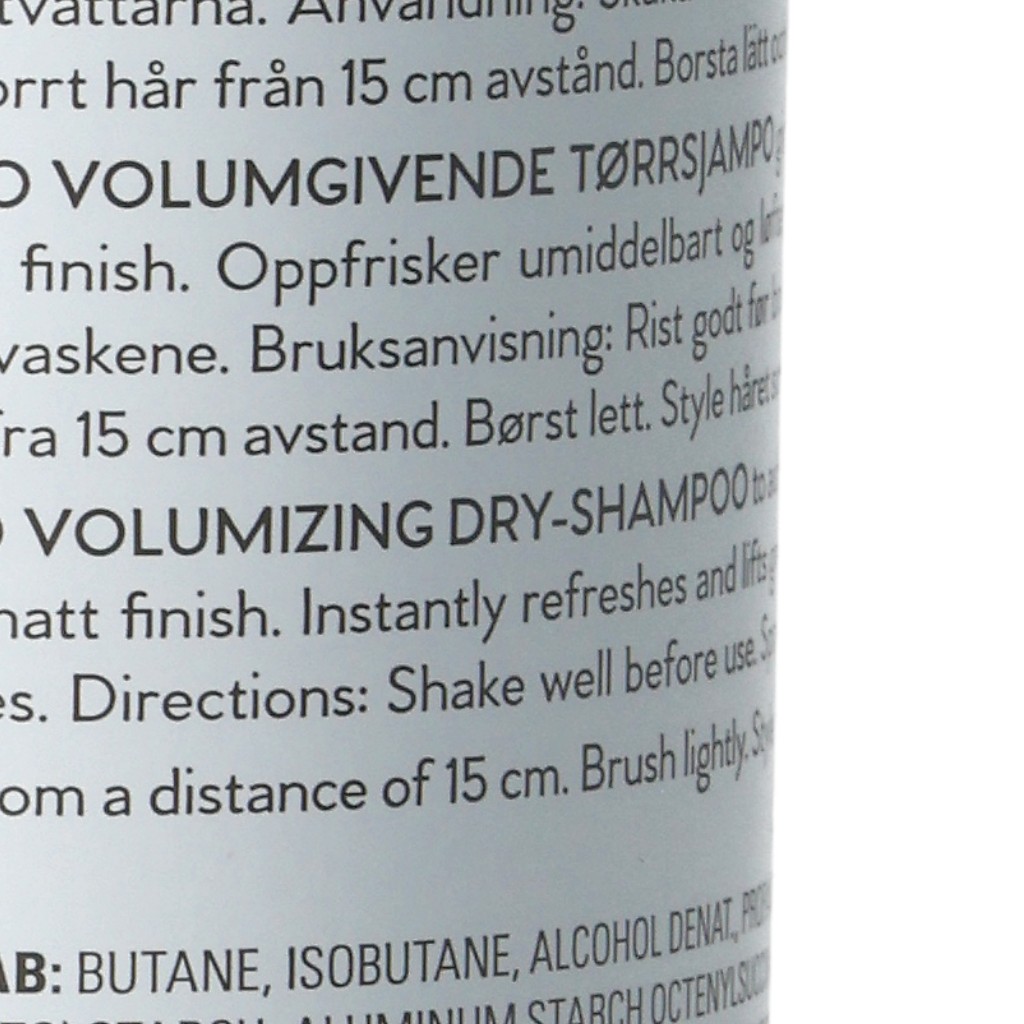 tvättarna. Användning:
orrt hår från 15 cm avstånd. Borsta lätt
O VOLUMGIVENDE TØRRSJAMPO
finish. Oppfrisker umiddelbart og
vaskene. Bruksanvisning: Rist godt før
fra 15 cm avstand. Børst lett. Style håret
VOLUMIZING DRY-SHAMPOO to
natt finish. Instantly refreshes and lifts
es. Directions: Shake well before use.
om a distance of 15 cm. Brush lightly.
AB: BUTANE, ISOBUTANE, ALCOHOL DENAT.,
STARCH, ALUMINUM STARCH